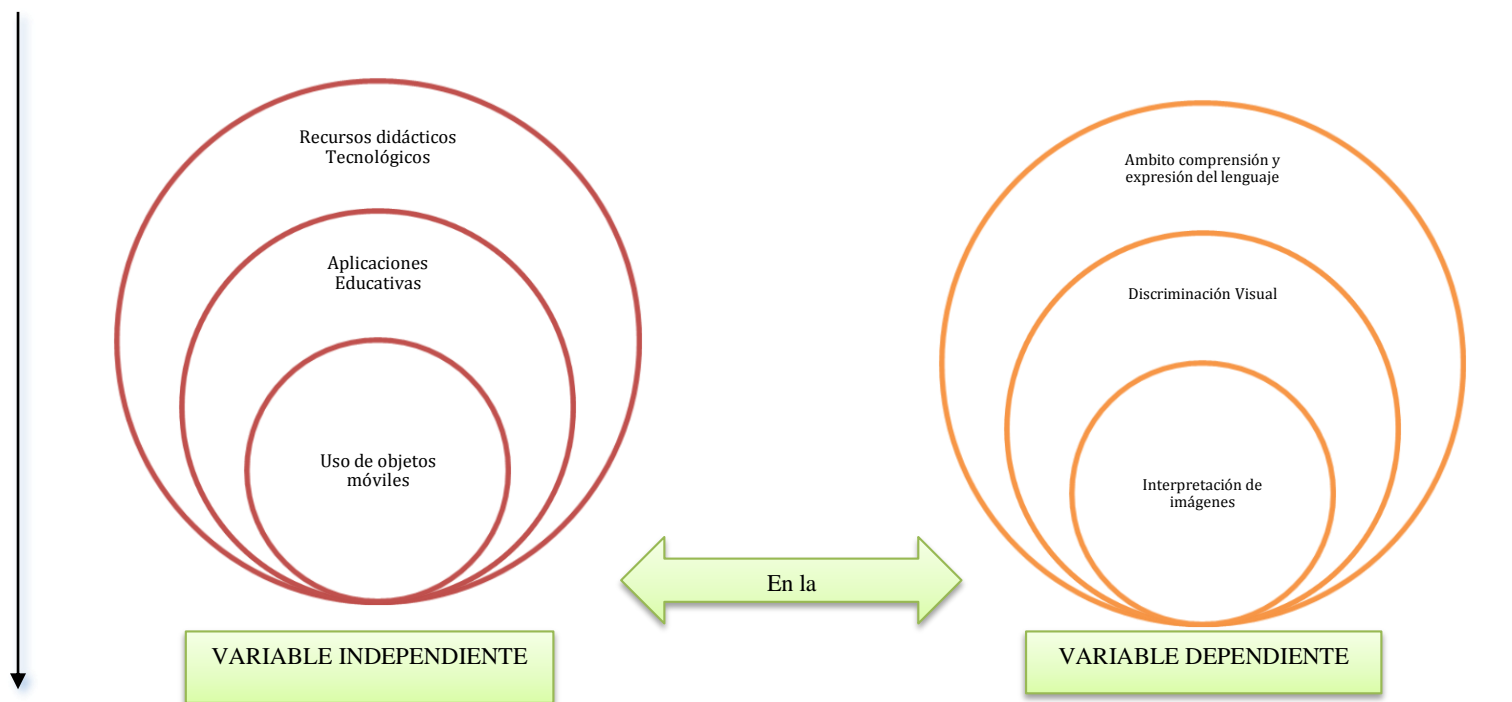 Recursos didácticos
Tecnológicos
Aplicaciones
Educativas
Uso de objetos
móviles
VARIABLE INDEPENDIENTE
En la
Ambito comprensión y
expresión del lenguaje
Discriminación Visual
Interpretación de
imágenes
VARIABLE DEPENDIENTE